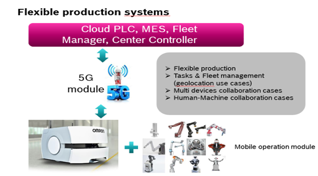 Flexible production systems
Cloud PLC, MES, Fleet
Manager, Center Controller
5G
module
5G
Flexible production
Tasks & Fleet management
(geolocation use cases)
Multi devices collaboration cases
Human-Machine collaboration cases
OMRON
Mobile operation module